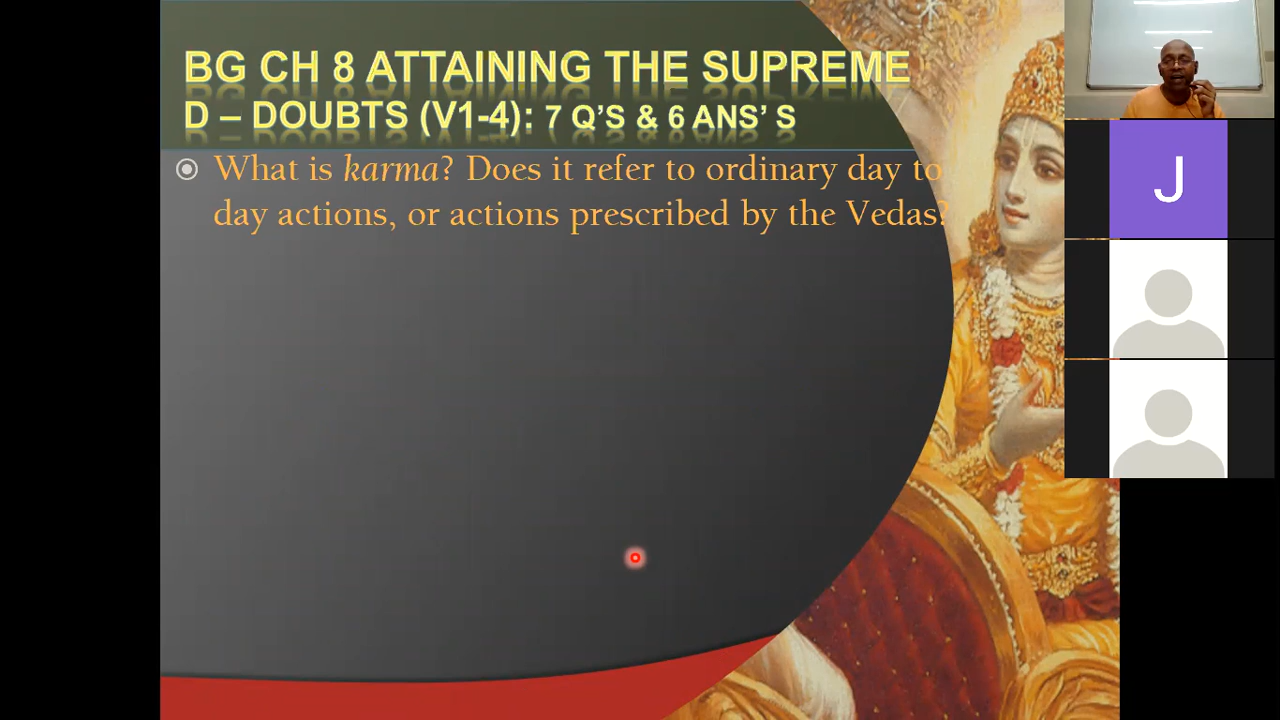 BG CH 8 ATTAINING THE SUPREME
D – DOUBTS (V1-4): 7 Q’S & 6 ANS’ S
What is karma? Does it refer to ordinary day to
day actions, or actions prescribed by the Vedas?
J